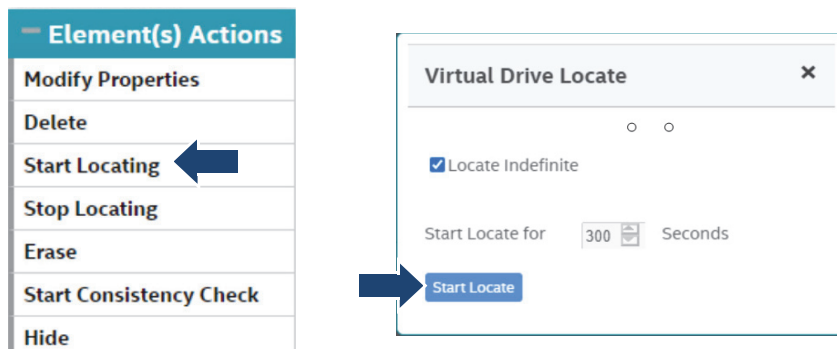 Element(s) Actions
Modify Properties
Delete
Start Locating
Stop Locating
Erase
Start Consistency Check
Hide
Virtual Drive Locate
Locate Indefinite
Start Locate for 300 Seconds
Start Locate